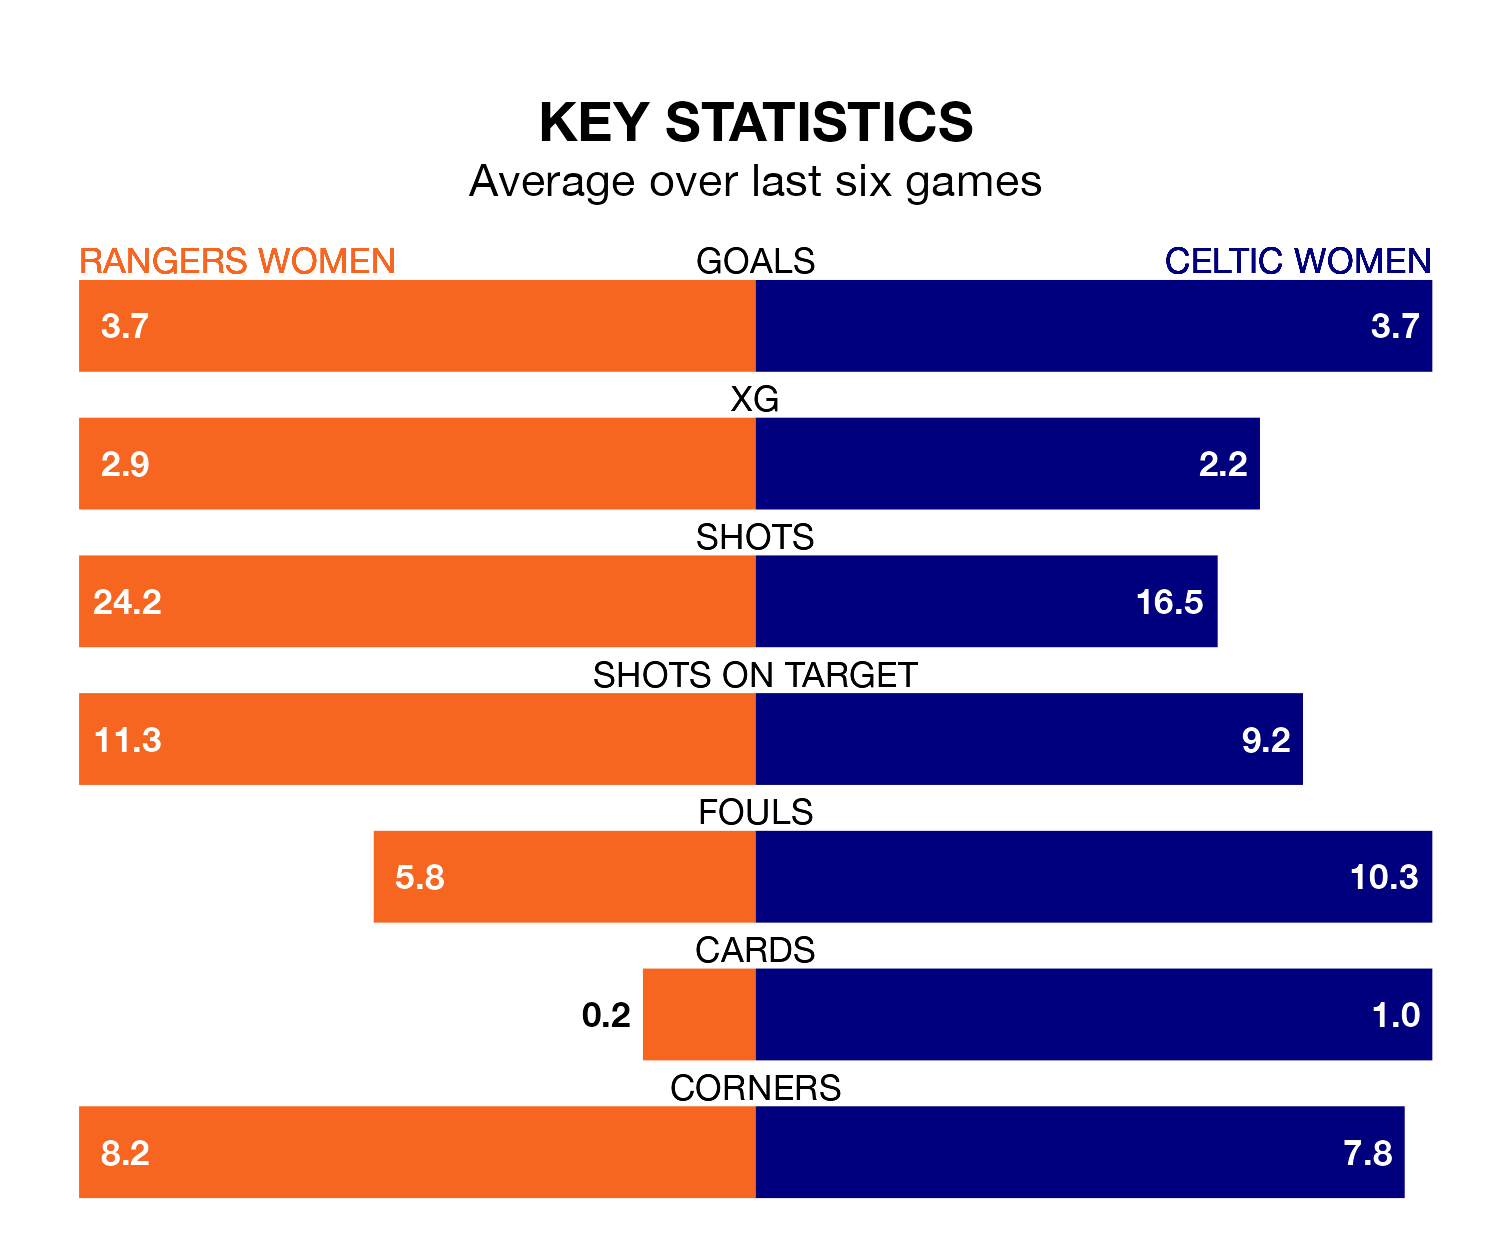 KEY STATISTICS
Average over last six games
RANGERS WOMEN GOALS CELTIC WOMEN
3.7 3.7
XG
2.9 2.2
SHOTS
24.2 16.5
SHOTS ON TARGET
11.3 9.2
FOULS
5.8 10.3
CARDS
0.2 1.0
CORNERS
8.2 7.8